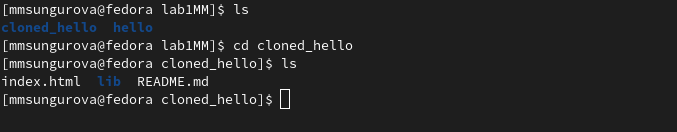 [mmsungurova@fedora lab1MM]$ ls
cloned_hello  hello
[mmsungurova@fedora lab1MM]$ cd cloned_hello
[mmsungurova@fedora cloned_hello]$ ls
index.html  lib  README.md
[mmsungurova@fedora cloned_hello]$